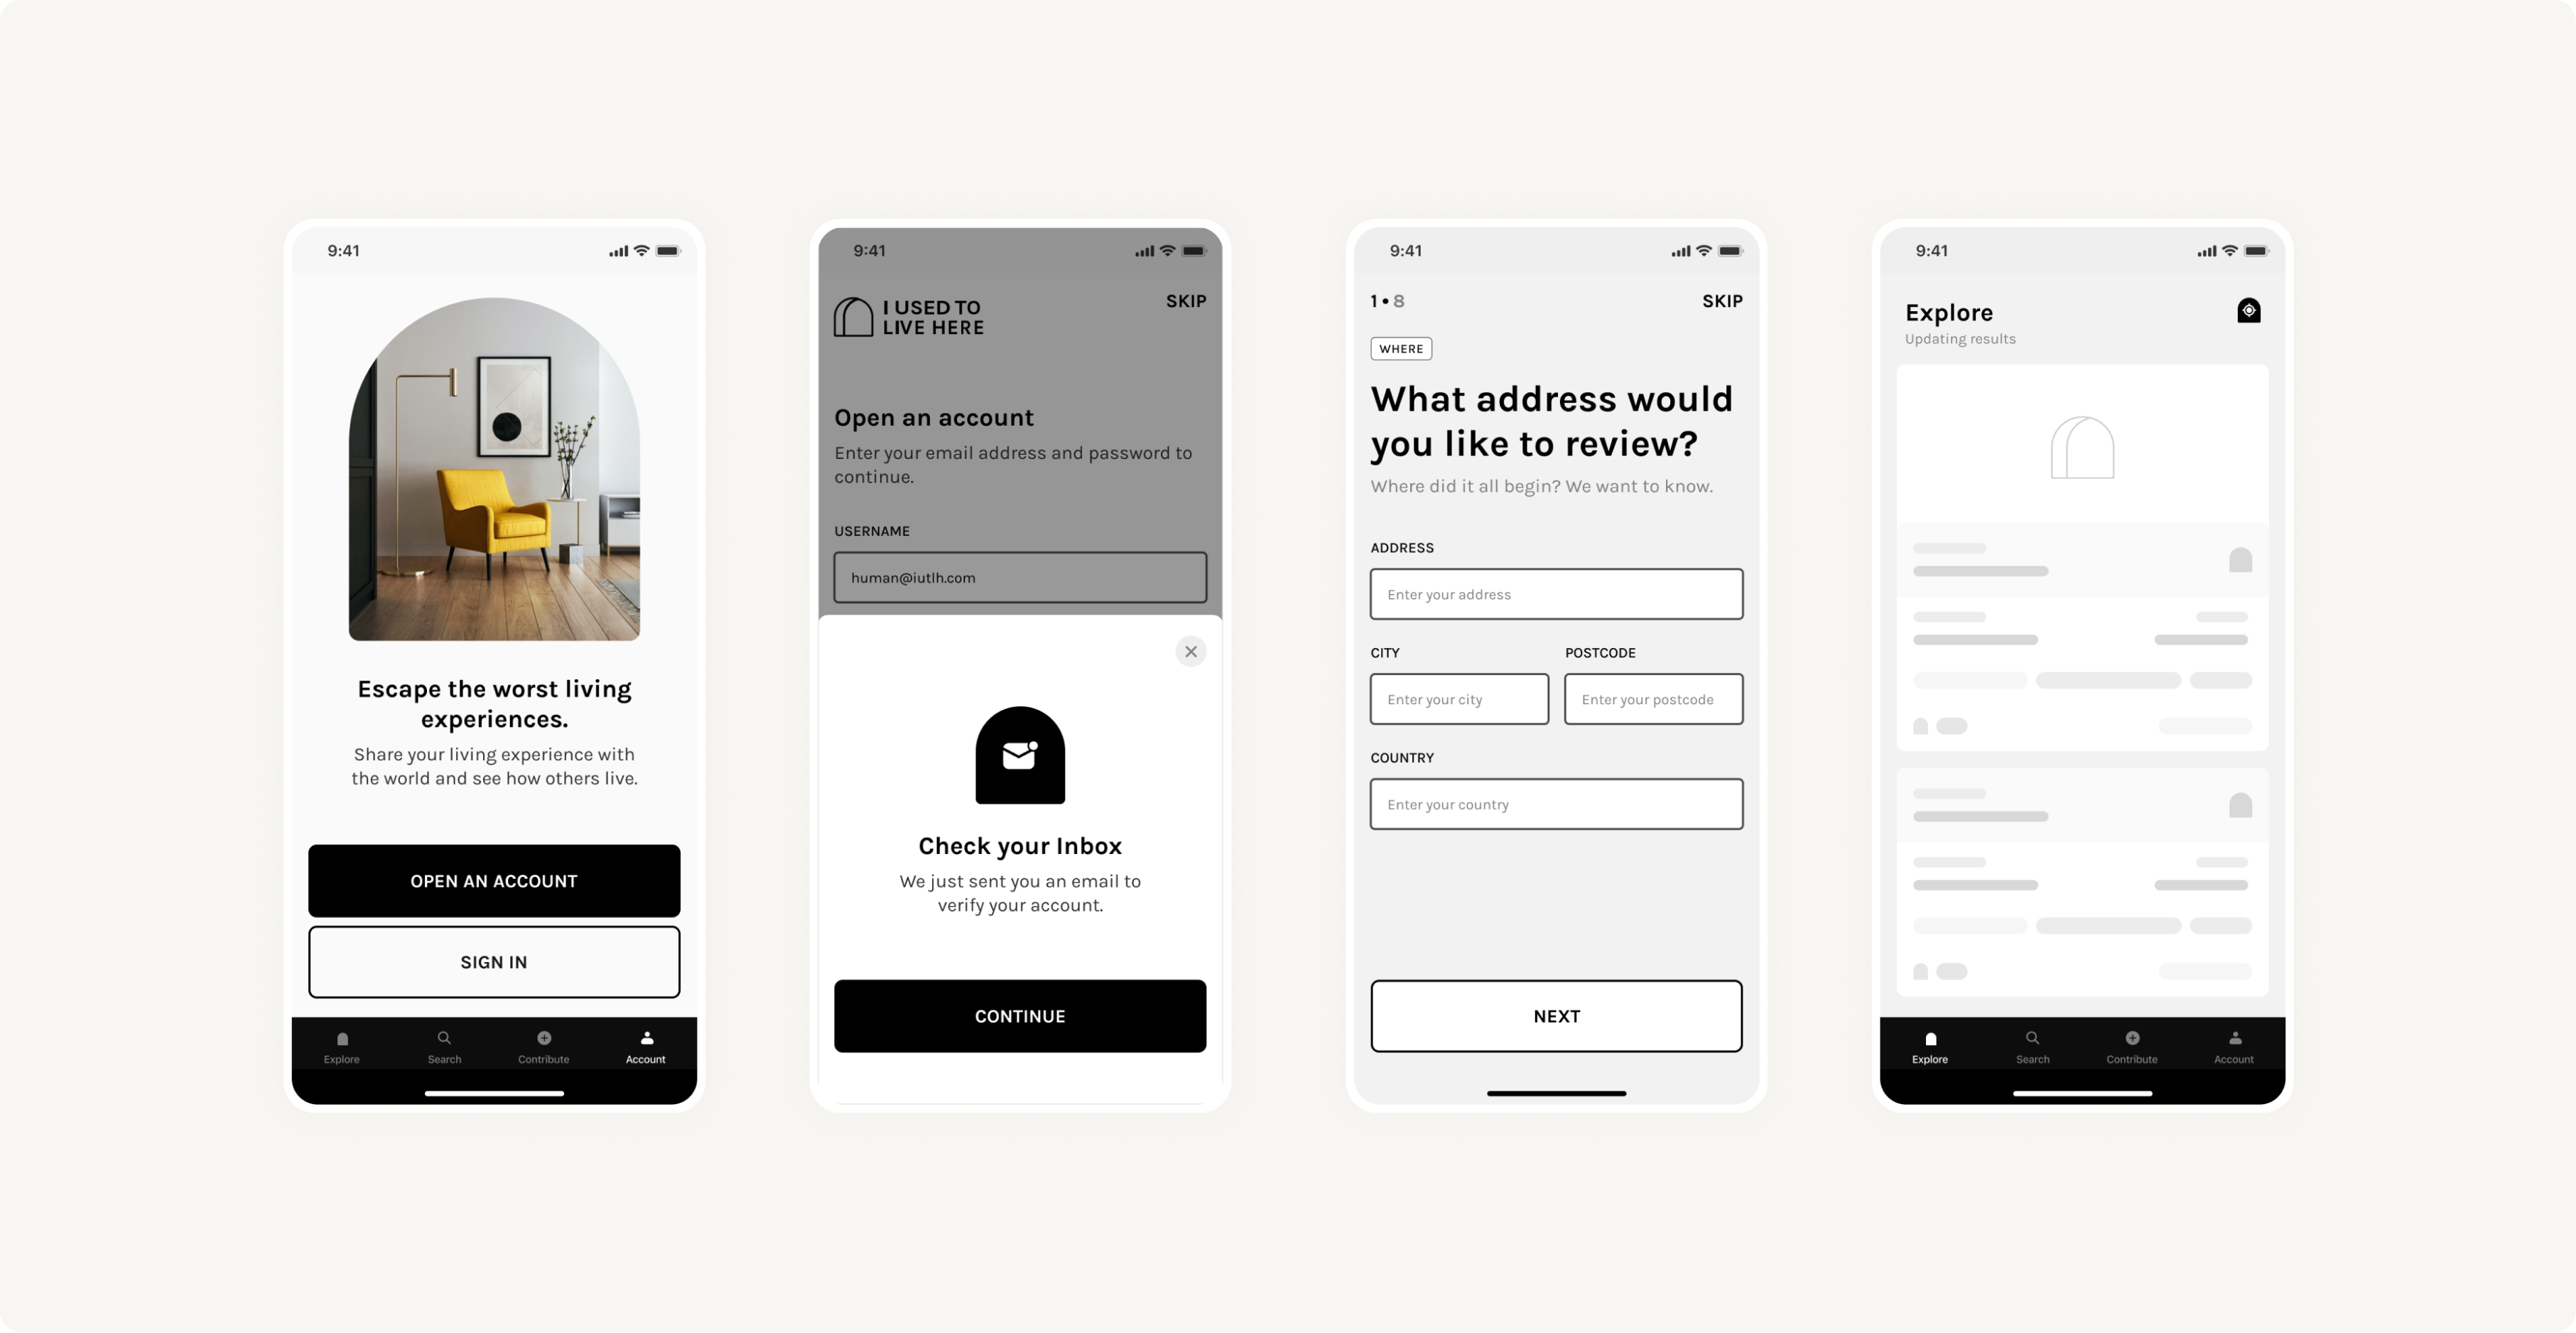 9:41
Escape the worst living
experiences.
Share your living experience with
the world and see how others live.
OPEN AN ACCOUNT
SIGN IN
Explore
Search
Contribute
Account
9:41
I USED TO
LIVE HERE
SKIP
Open an account
Enter your email address and password to
continue.
USERNAME
human@iutlh.com
Check your Inbox
We just sent you an email to
verify your account.
CONTINUE
9:41
1 • 8
SKIP
WHERE
What address would
you like to review?
Where did it all begin? We want to know.
ADDRESS
Enter your address
CITY
POSTCODE
Enter your city
Enter your postcode
COUNTRY
Enter your country
NEXT
9:41
Explore
Updating results
Explore
Search
Contribute
Account